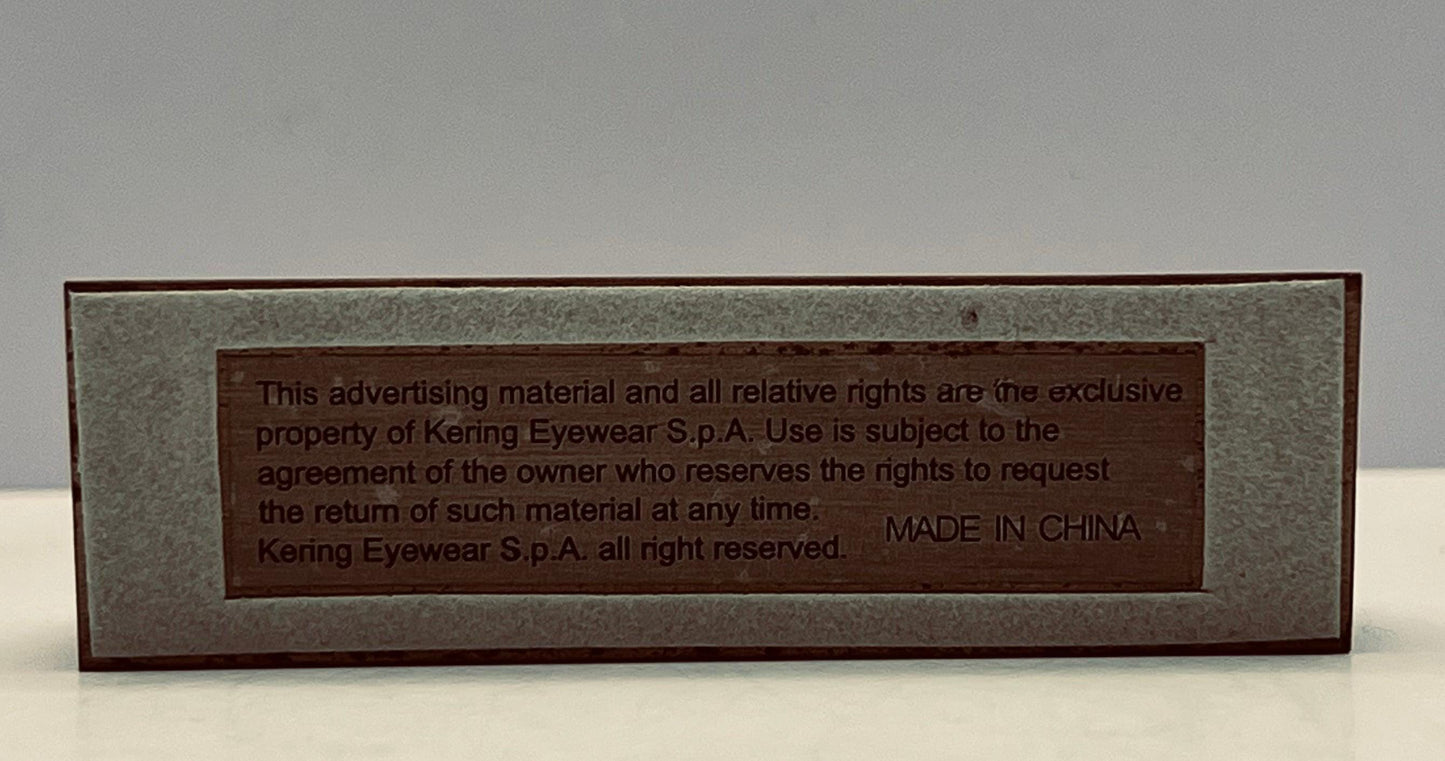 This advertising material and all relative rights are the exclusive
property of Kering Eyewear S.p.A. Use is subject to the
agreement of the owner who reserves the rights to request
the return of such material at any time.
Kering Eyewear S.p.A. all right reserved.
MADE IN CHINA